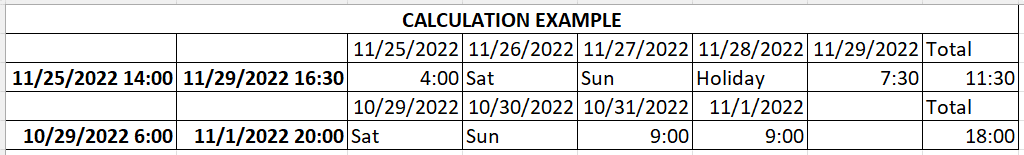 CALCULATION EXAMPLE
11/25/2022 11/26/2022 11/27/2022 11/28/2022 11/29/2022 Total
11/25/2022 14:00 11/29/2022 16:30 4:00 Sat Sun Holiday 7:30 11:30
10/29/2022 10/30/2022 10/31/2022 11/1/2022 Total
10/29/2022 6:00 11/1/2022 20:00 Sat Sun 9:00 9:00 18:00